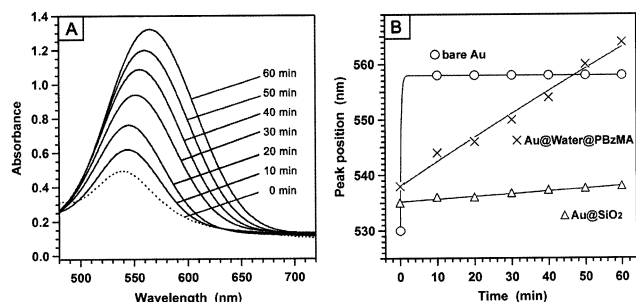 A
Absorbance
1.4
1.2
1.0
0.8
0.6
0.4
0.2
0.0
60 min
50 min
40 min
30 min
20 min
10 min
0 min
500 550 600 650 700
Wavelength (nm)
B
Peak position (nm)
560
550
540
530
bare Au
Au@Water@PBzMA
Au@SiO2
0 10 20 30 40 50 60
Time (min)